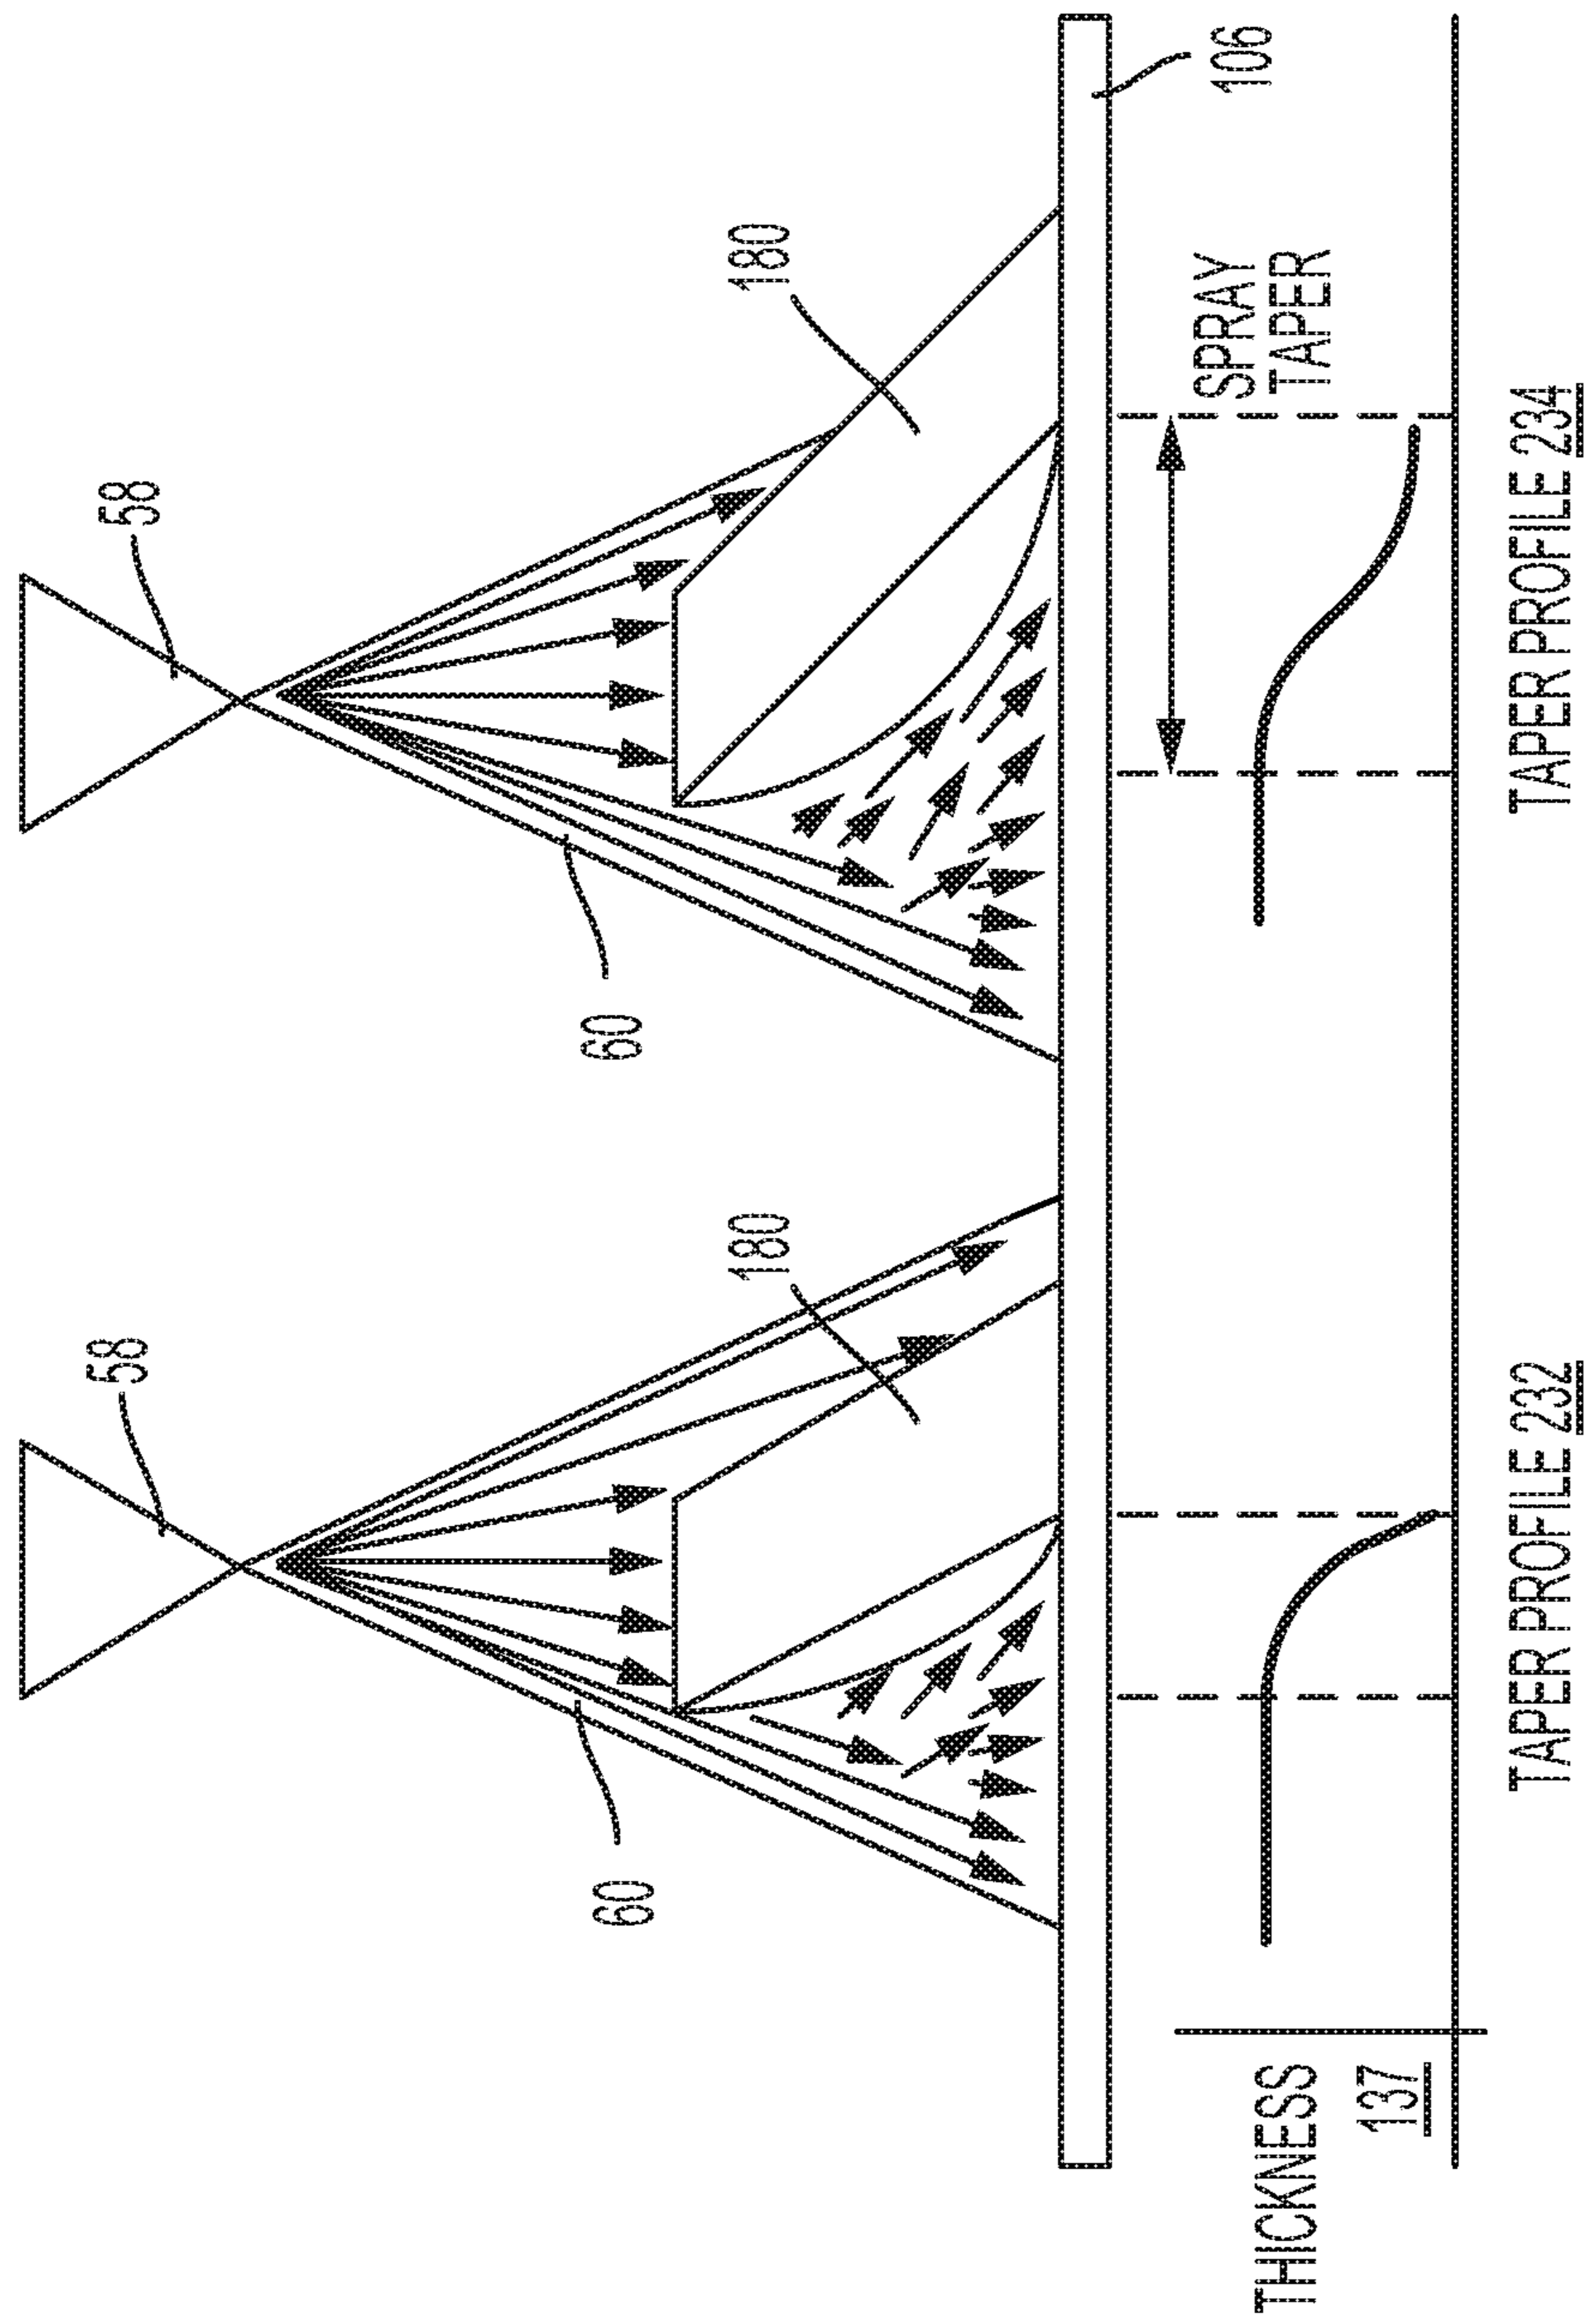 58
58
60
180
60
180
106
THICKNESS
137
SPRAY
TAPER
TAPER PROFILE 232
TAPER PROFILE 234